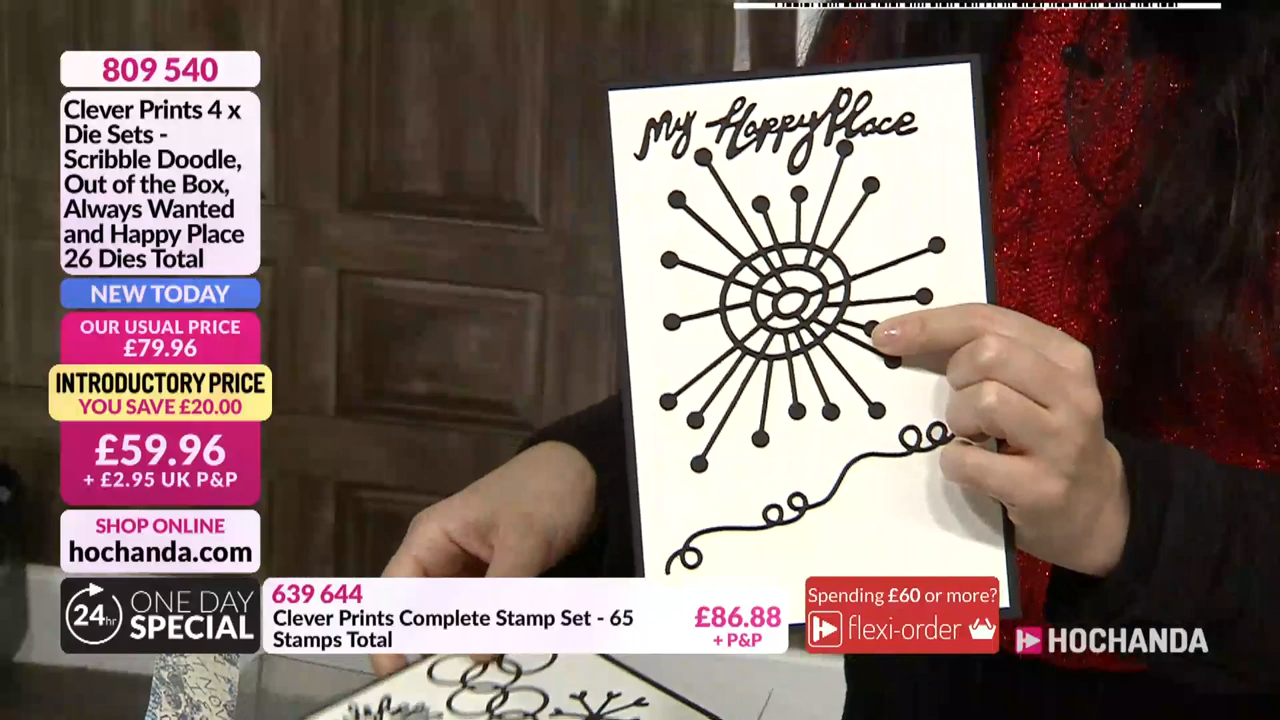 809 540
Clever Prints 4 x
Die Sets -
Scribble Doodle,
Out of the Box,
Always Wanted
and Happy Place
26 Dies Total
NEW TODAY
OUR USUAL PRICE
£79.96
INTRODUCTORY PRICE
YOU SAVE £20.00
£59.96
+ £2.95 UK P&P
SHOP ONLINE
hochanda.com
My Happy Place
24hr
ONE DAY
SPECIAL
639 644
Clever Prints Complete Stamp Set - 65
Stamps Total
£86.88
+ P&P
Spending £60 or more?
flexi-order
HOCHANDA